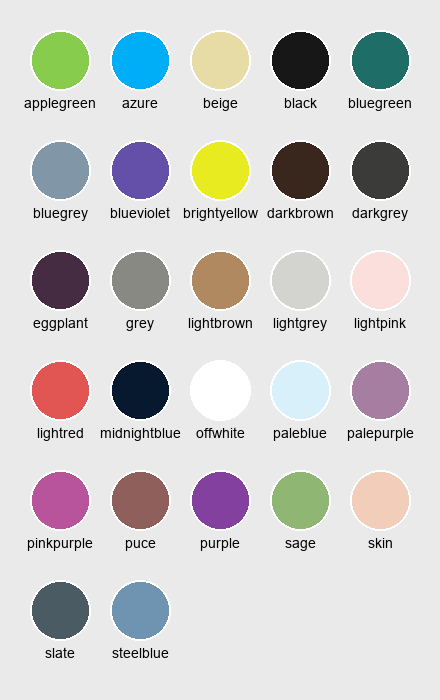 applegreen azure beige black bluegreen
bluegrey blueviolet brightyellow darkbrown darkgrey
eggplant grey lightbrown lightgrey lightpink
lightred midnightblue offwhite paleblue palepurple
pinkpurple puce purple sage skin
slate steelblue